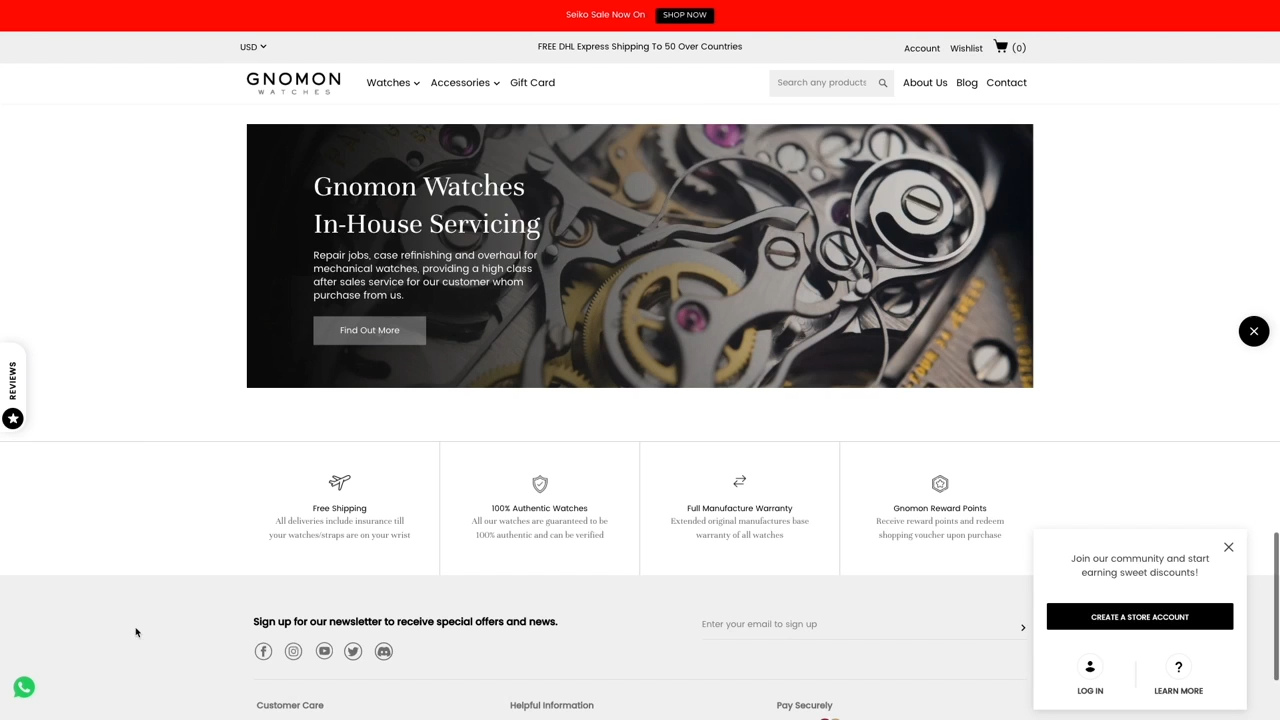 Seiko Sale Now On SHOP NOW
USD
FREE DHL Express Shipping To 50 Over Countries
Account Wishlist (0)
GNOMON
WATCHES
Watches Accessories Gift Card
Search any products
About Us Blog Contact
Gnomon Watches
In-House Servicing
Repair jobs, case refinishing and overhaul for
mechanical watches, providing a high class
after sales service for our customer whom
purchase from us.
Find Out More
REVIEWS
Free Shipping
All deliveries include insurance till
your watches/straps are on your wrist
100% Authentic Watches
All our watches are guaranteed to be
100% authentic and can be verified
Full Manufacture Warranty
Extended original manufactures base
warranty of all watches
Gnomon Reward Points
Receive reward points and redeem
shopping voucher upon purchase
Join our community and start
earning sweet discounts!
CREATE A STORE ACCOUNT
LOG IN
?
LEARN MORE
Sign up for our newsletter to receive special offers and news.
Enter your email to sign up
Customer Care
Helpful Information
Pay Securely